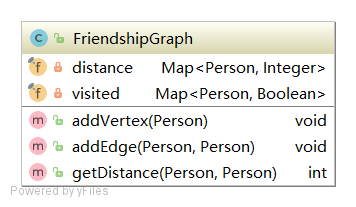 C FriendshipGraph
f distance Map<Person, Integer>
f visited Map<Person, Boolean>
m addVertex(Person) void
m addEdge(Person, Person) void
m getDistance(Person, Person) int
Powered by yFiles